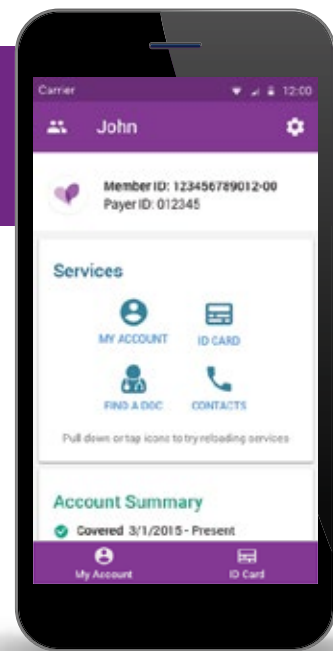 Carrier 12:00
John
Member ID: 123456789012-00
Payer ID: 012345
Services
MY ACCOUNT ID CARD
FIND A DOC CONTACTS
Pull down or tap icons to try reloading services
Account Summary
Covered 3/1/2015 - Present
My Account ID Card